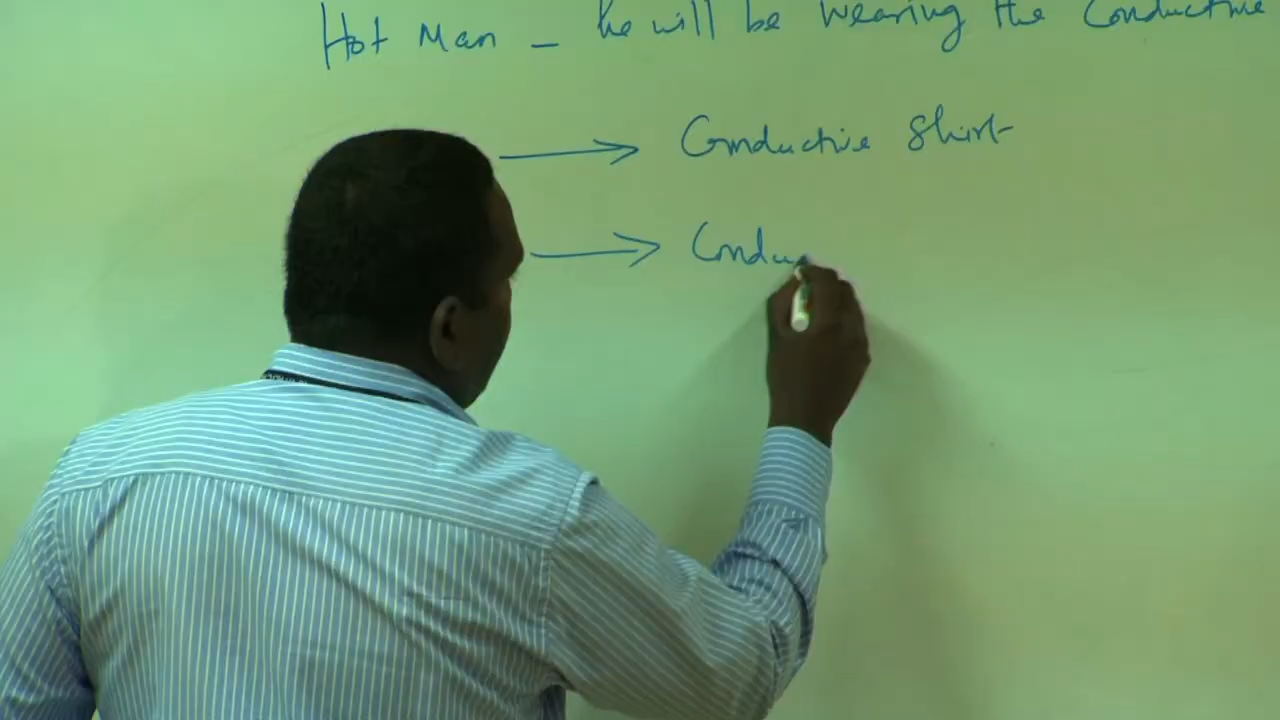 Hot Man - he will be wearing the Conductive
→ Conductive Shirt
→ Condu